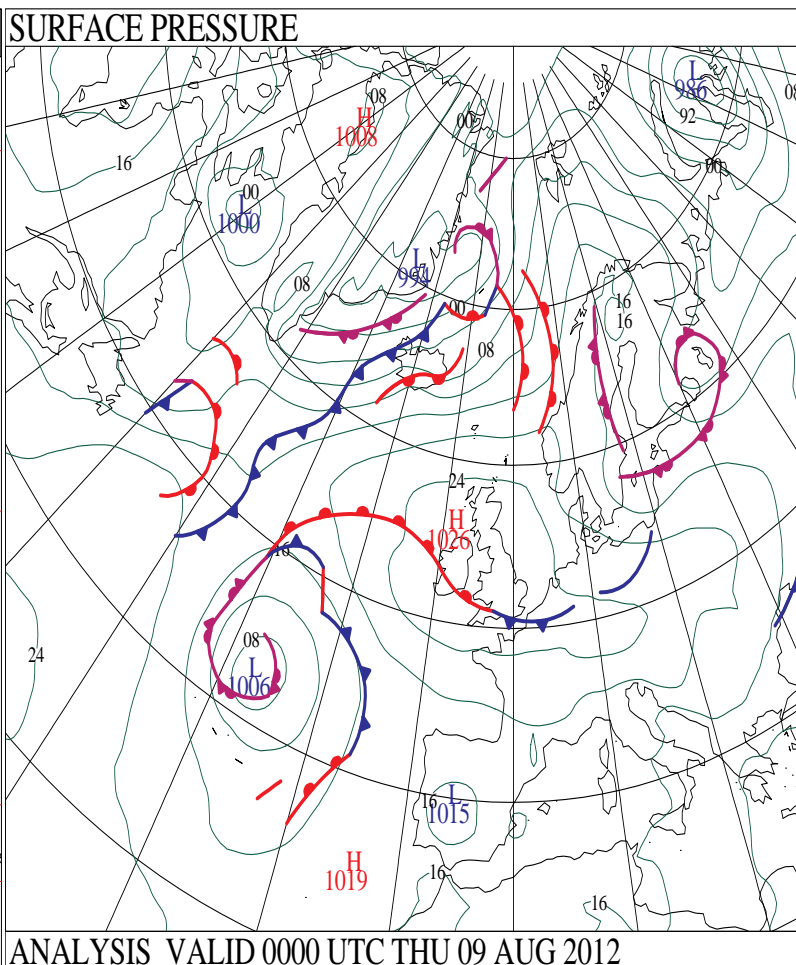 SURFACE PRESSURE
L
986
08
08
H
1008
92
00
16
00
00
L
1000
L
994
08
16
16
00
08
24
H
1026
16
24
08
L
1006
16
L
1015
H
1019
16
16
ANALYSIS VALID 0000 UTC THU 09 AUG 2012